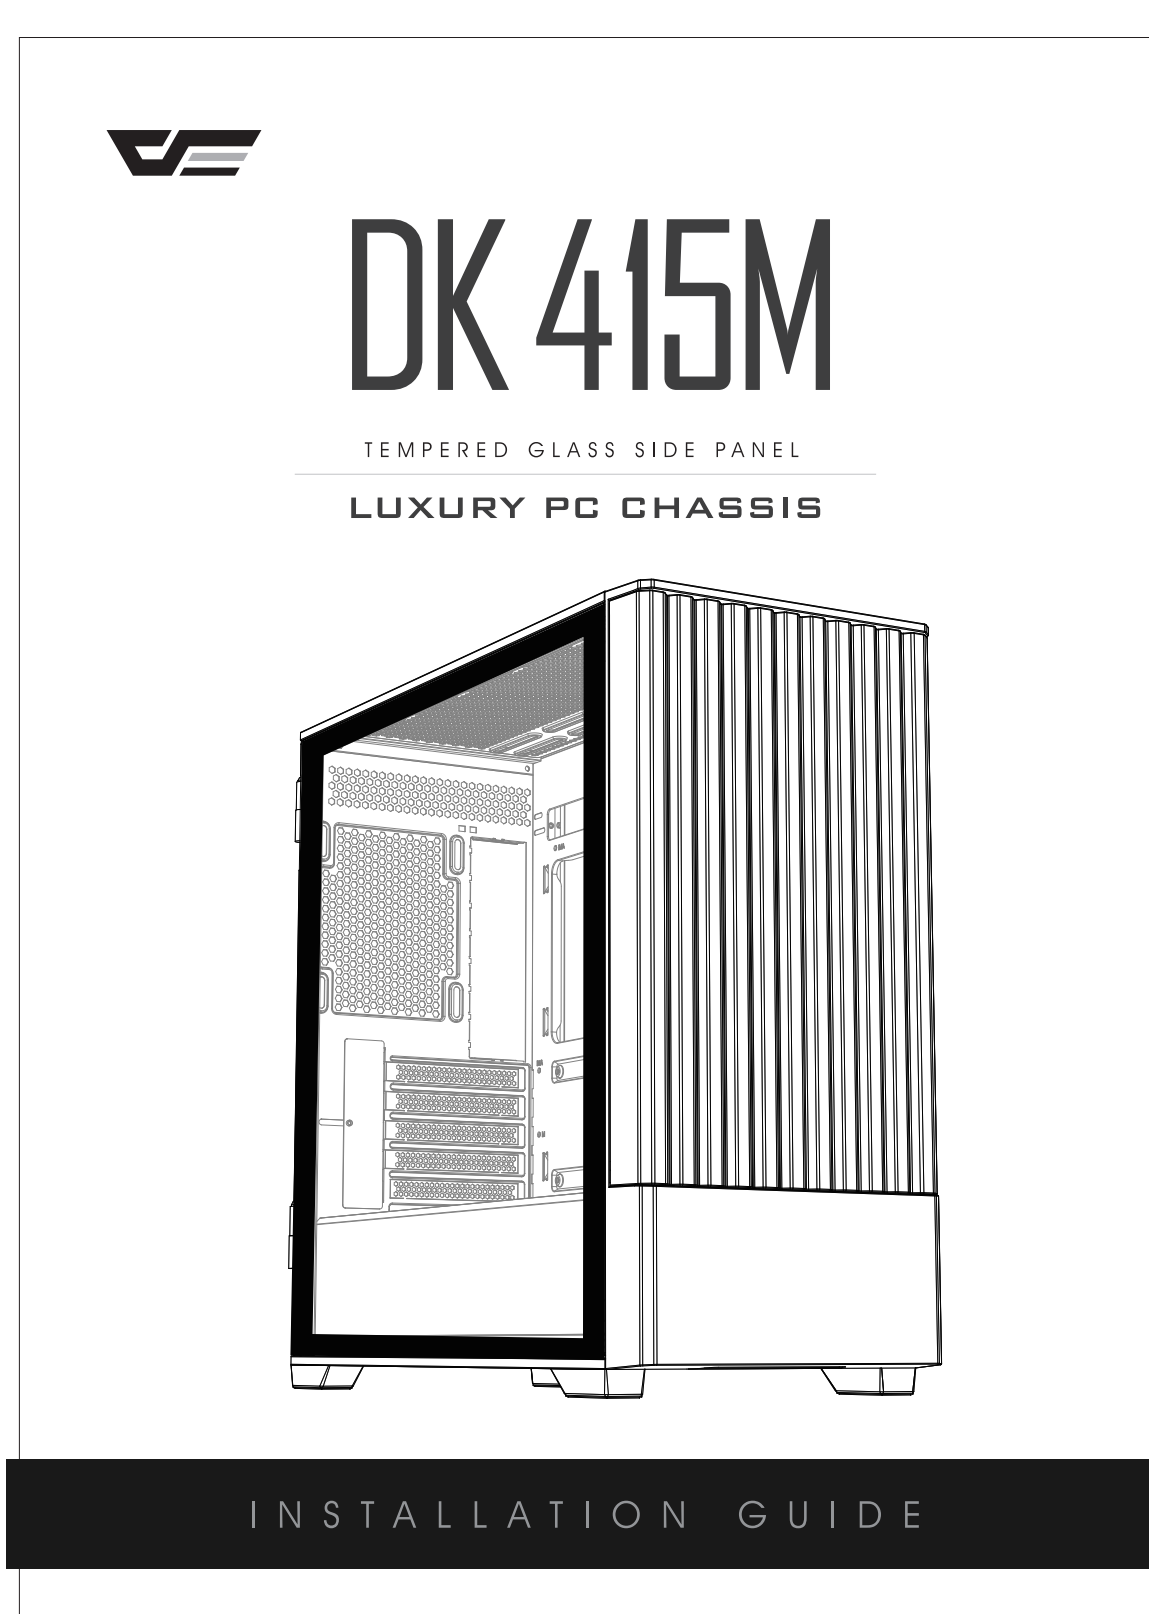 DK 415M
TEMPERED GLASS SIDE PANEL
LUXURY PC CHASSIS
INSTALLATION GUIDE